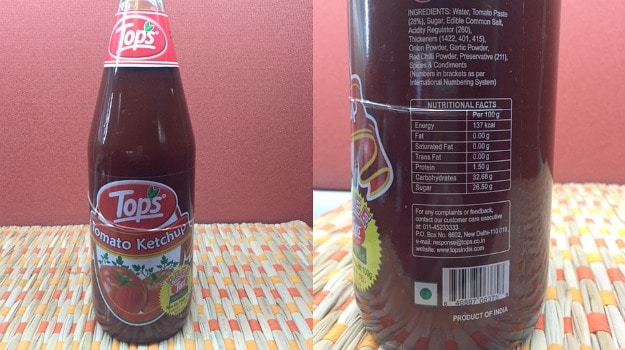 Tops
Tops
Tomato Ketchup
INGREDIENTS: Water, Tomato Paste
(28%), Sugar, Edible Common Salt,
Acidity Regulator (260),
Thickeners (1422, 401, 415),
Onion Powder, Garlic Powder,
Red Chilli Powder, Preservative (211),
Spices & Condiments
(Numbers in brackets as per
International Numbering System)
NUTRITIONAL FACTS
Per 100 g
Energy 137 kcal
Fat 0.00 g
Saturated Fat 0.00 g
Trans Fat 0.00 g
Protein 1.50 g
Carbohydrates 32.68 g
Sugar 26.50 g
For any complaints or feedback,
contact our customer care executive
at: 011-45233333
P.O. Box No. 6602, New Delhi-110 018
e-mail: response@tops.co.in
website: www.topsindia.com
PRODUCT OF INDIA